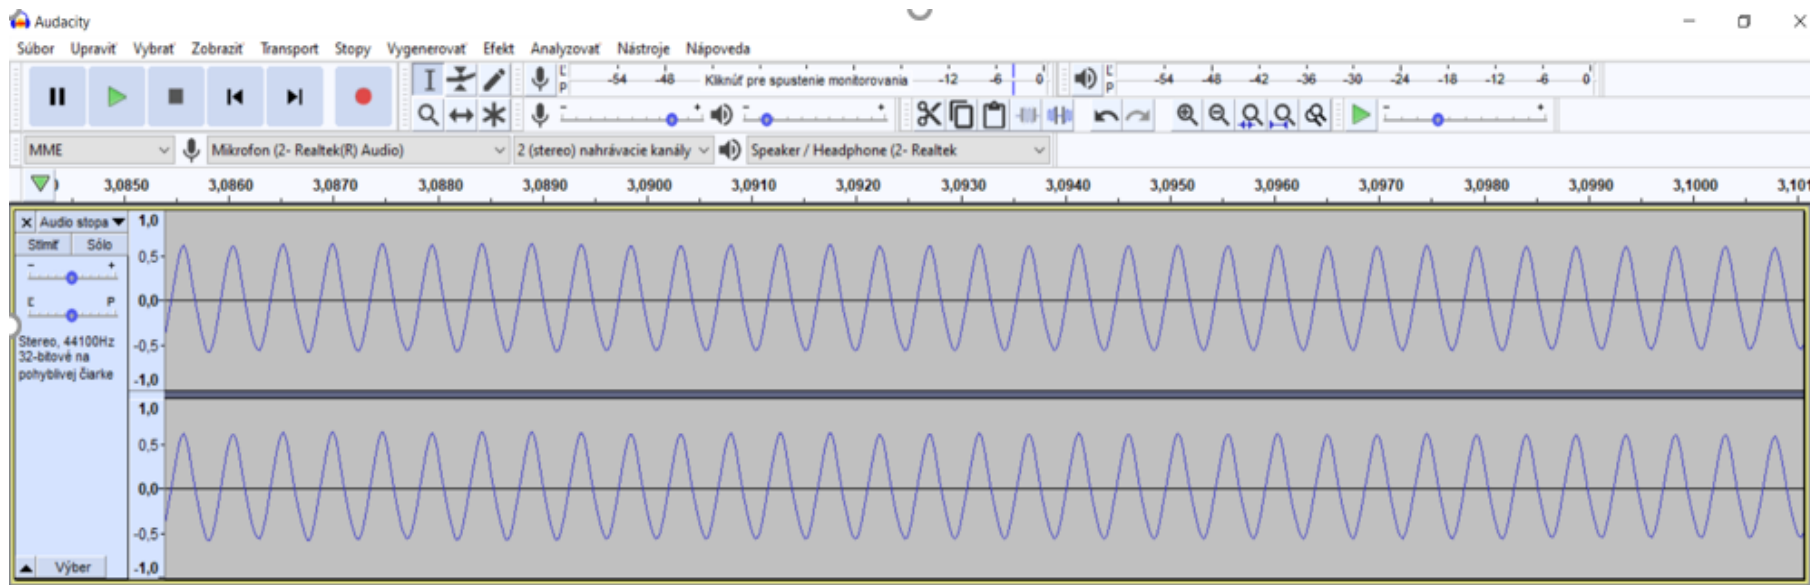 Audacity
Súbor Upraviť Vybrať Zobraziť Transport Stopy Vygenerovať Efekt Analyzovať Nástroje Nápoveda
Ľ P -54 -48 Kliknúť pre spustenie monitorovania -12 -6 0 Ľ P -54 -48 -42 -36 -30 -24 -18 -12 -6 0
- + - + - +
MME Mikrofon (2- Realtek(R) Audio) 2 (stereo) nahrávacie kanály Speaker / Headphone (2- Realtek
3,0850 3,0860 3,0870 3,0880 3,0890 3,0900 3,0910 3,0920 3,0930 3,0940 3,0950 3,0960 3,0970 3,0980 3,0990 3,1000 3,101
X Audio stopa 1,0
Stlmiť Sólo
- + 0,5
Ľ P 0,0
Stereo, 44100Hz
32-bitové na -0,5
pohyblivej čiarke -1,0
1,0
0,5
0,0
-0,5
Výber -1,0